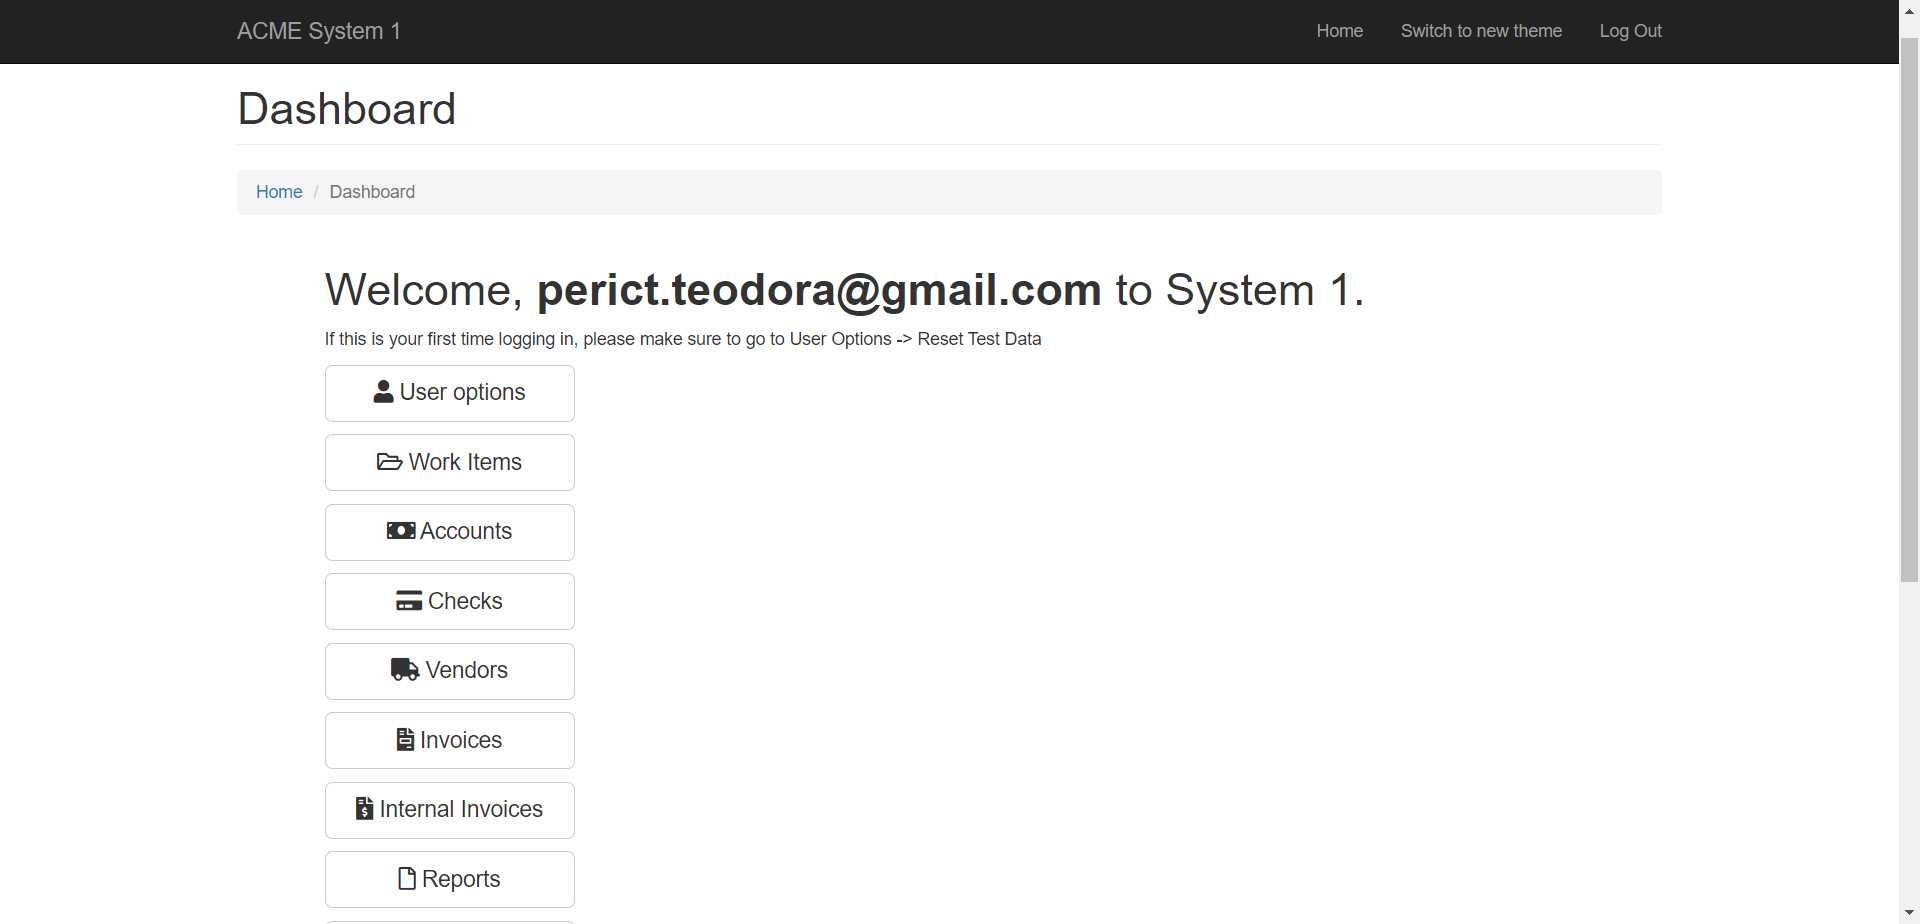 ACME System 1
Home
Switch to new theme
Log Out
Dashboard
Home / Dashboard
Welcome, perict.teodora@gmail.com to System 1.
If this is your first time logging in, please make sure to go to User Options -> Reset Test Data
User options
Work Items
Accounts
Checks
Vendors
Invoices
Internal Invoices
Reports